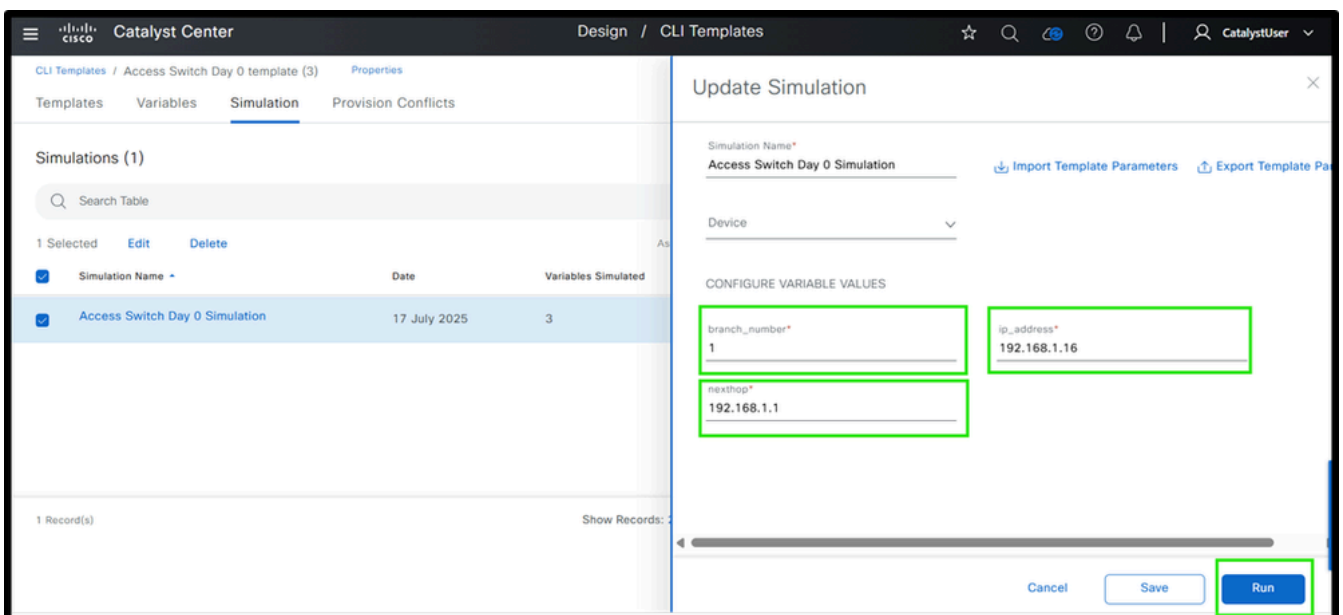 cisco Catalyst Center
Design / CLI Templates
CatalystUser
CLI Templates / Access Switch Day 0 template (3) Properties
Templates Variables Simulation Provision Conflicts
Simulations (1)
Search Table
1 Selected Edit Delete As
Simulation Name Date Variables Simulated
Access Switch Day 0 Simulation 17 July 2025 3
1 Record(s) Show Records:
Update Simulation
Simulation Name*
Access Switch Day 0 Simulation
Import Template Parameters Export Template Pa
Device
CONFIGURE VARIABLE VALUES
branch_number*
1
ip_address*
192.168.1.16
nexthop*
192.168.1.1
Cancel Save Run